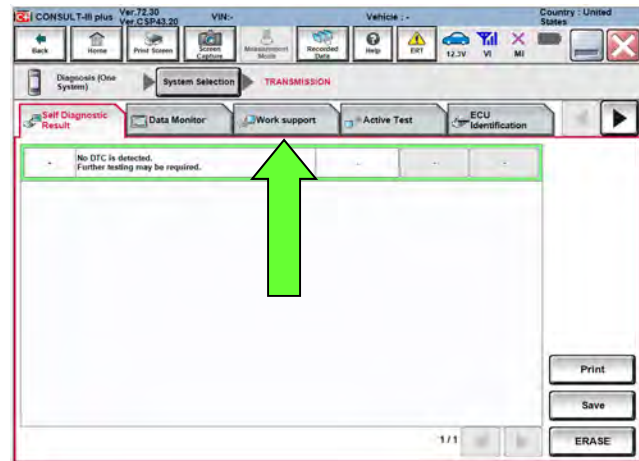 CONSULT-III plus Ver.72.30 VIN:- Vehicle : - Country : United
Ver.CSP43.20 States
Back Home Print Screen Screen Capture Measurement Mode Recorded Data Help ERT 12.3V VI MI
Diagnosis (One System) System Selection TRANSMISSION
Self Diagnostic Result Data Monitor Work support Active Test ECU Identification
- No DTC is detected. - - -
Further testing may be required.
Print
Save
1/1 ERASE